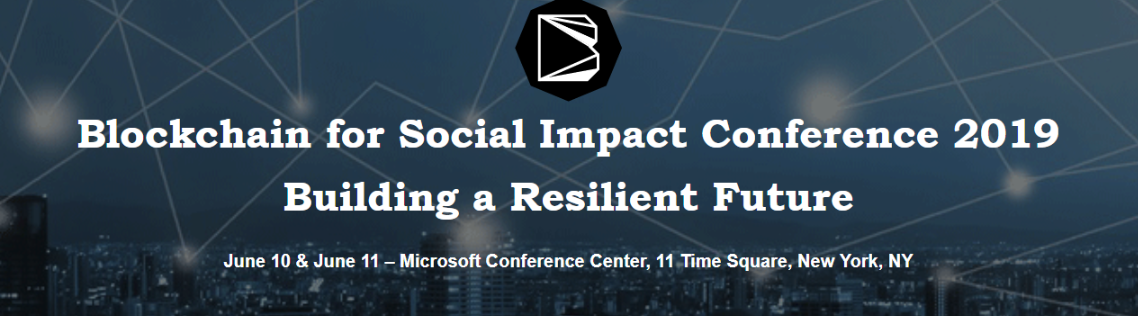 Blockchain for Social Impact Conference 2019
Building a Resilient Future
June 10 & June 11 – Microsoft Conference Center, 11 Time Square, New York, NY